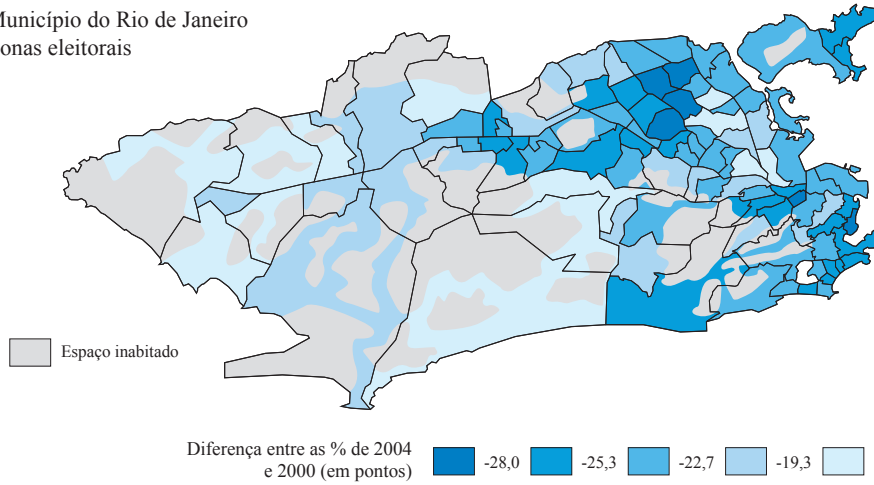 Município do Rio de Janeiro
onas eleitorais
Espaço inabitado
Diferença entre as % de 2004
e 2000 (em pontos)
-28,0 -25,3 -22,7 -19,3